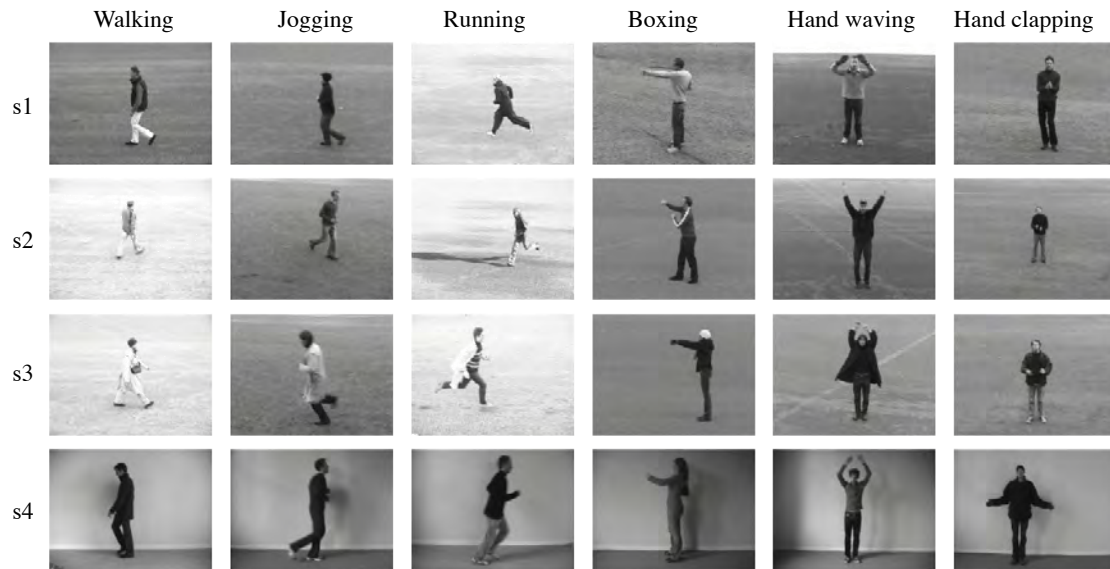 Walking Jogging Running Boxing Hand waving Hand clapping
s1
s2
s3
s4